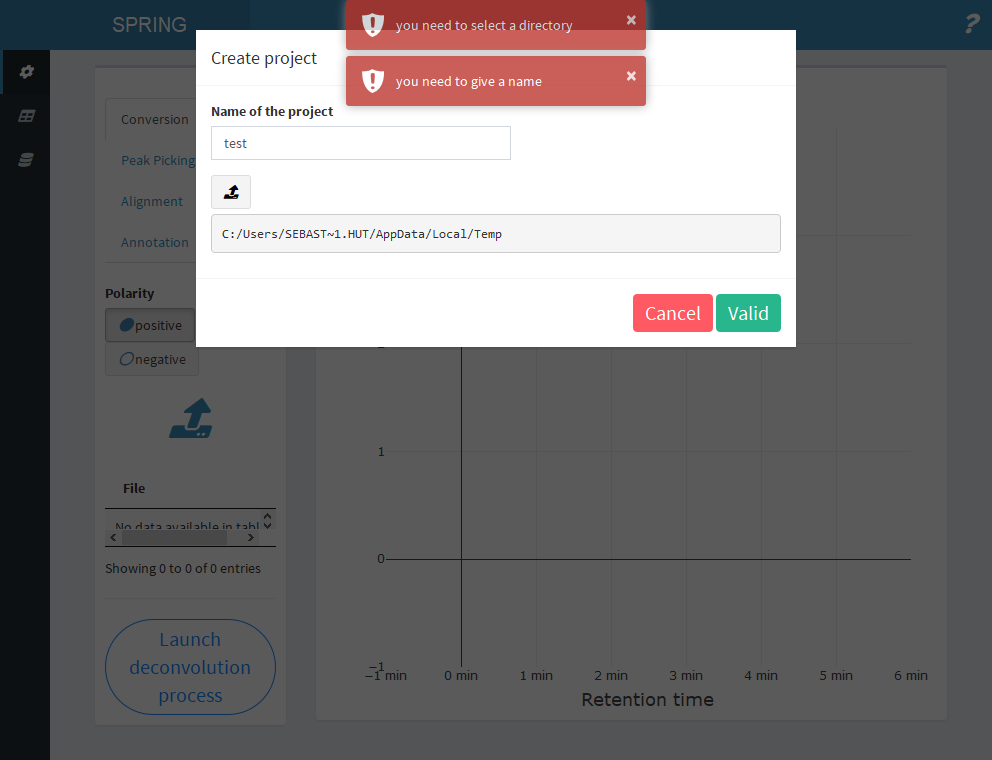 SPRING
?
you need to select a directory
×
you need to give a name
×
Create project
Name of the project
test
C:/Users/SEBAST~1.HUT/AppData/Local/Temp
Cancel
Valid
Conversion
Peak Picking
Alignment
Annotation
Polarity
positive
negative
File
No data available in tabl
Showing 0 to 0 of 0 entries
Launch
deconvolution
process
1
0
−1
−1 min
0 min
1 min
2 min
3 min
4 min
5 min
6 min
Retention time